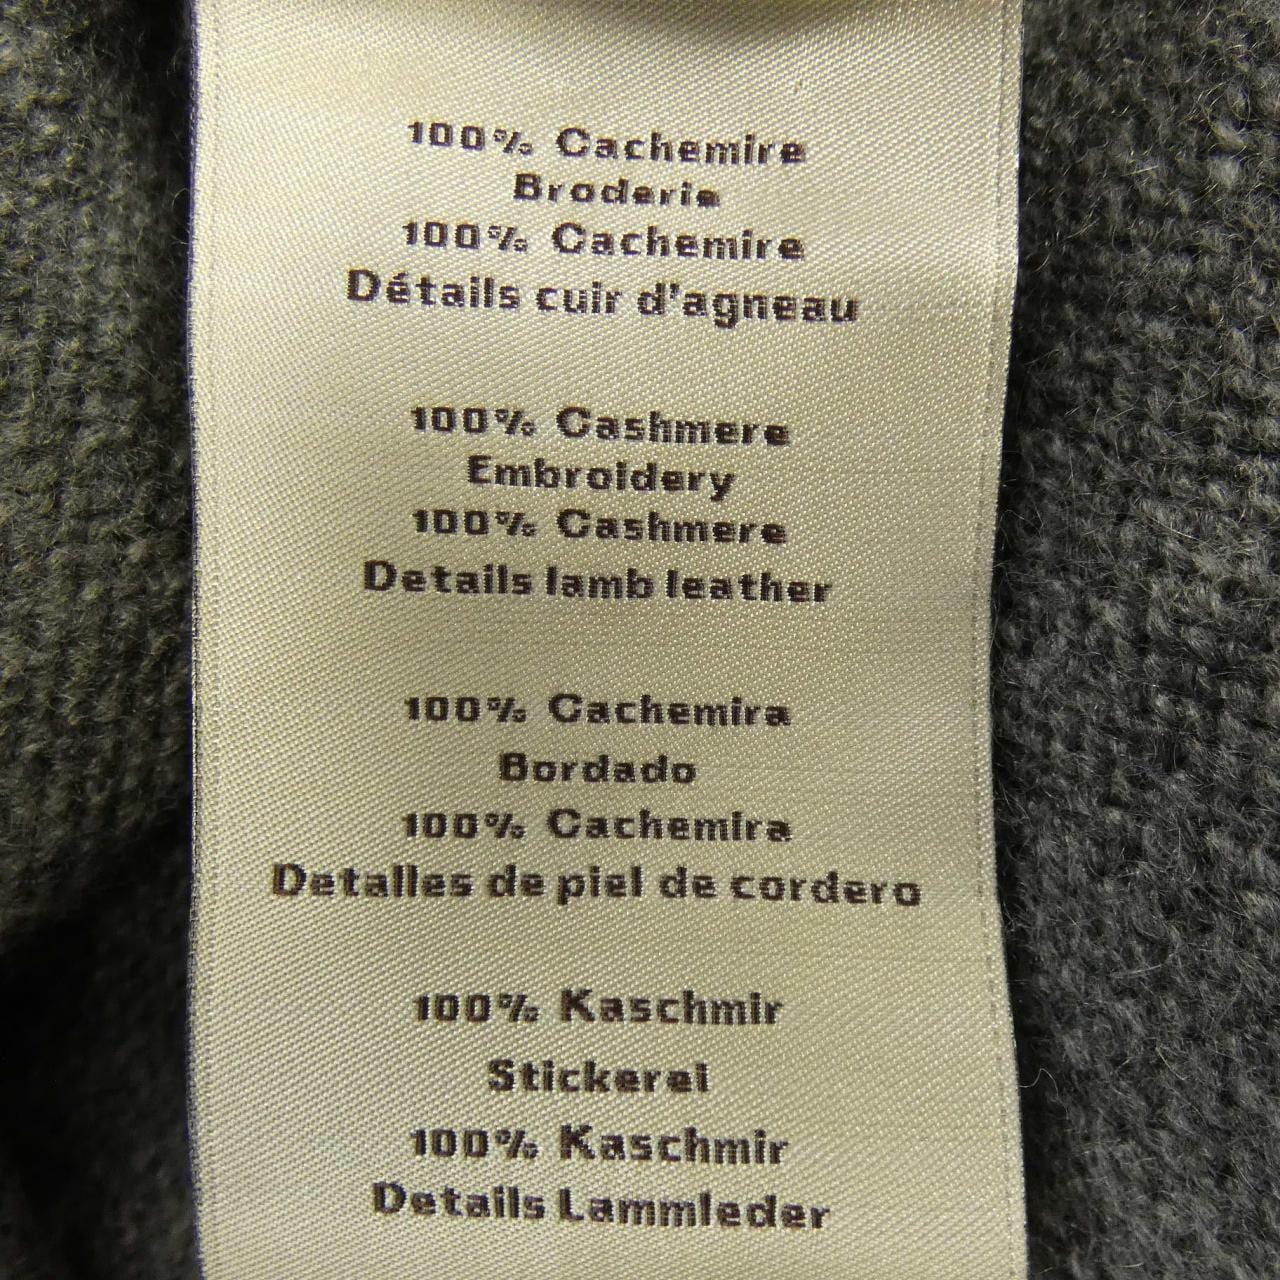 100% Cachemire
Broderie
100% Cachemire
Détails cuir d'agneau
100% Cashmere
Embroidery
100% Cashmere
Details lamb leather
100% Cachemira
Bordado
100% Cachemira
Detalles de piel de cordero
100% Kaschmir
Stickerei
100% Kaschmir
Details Lammleder